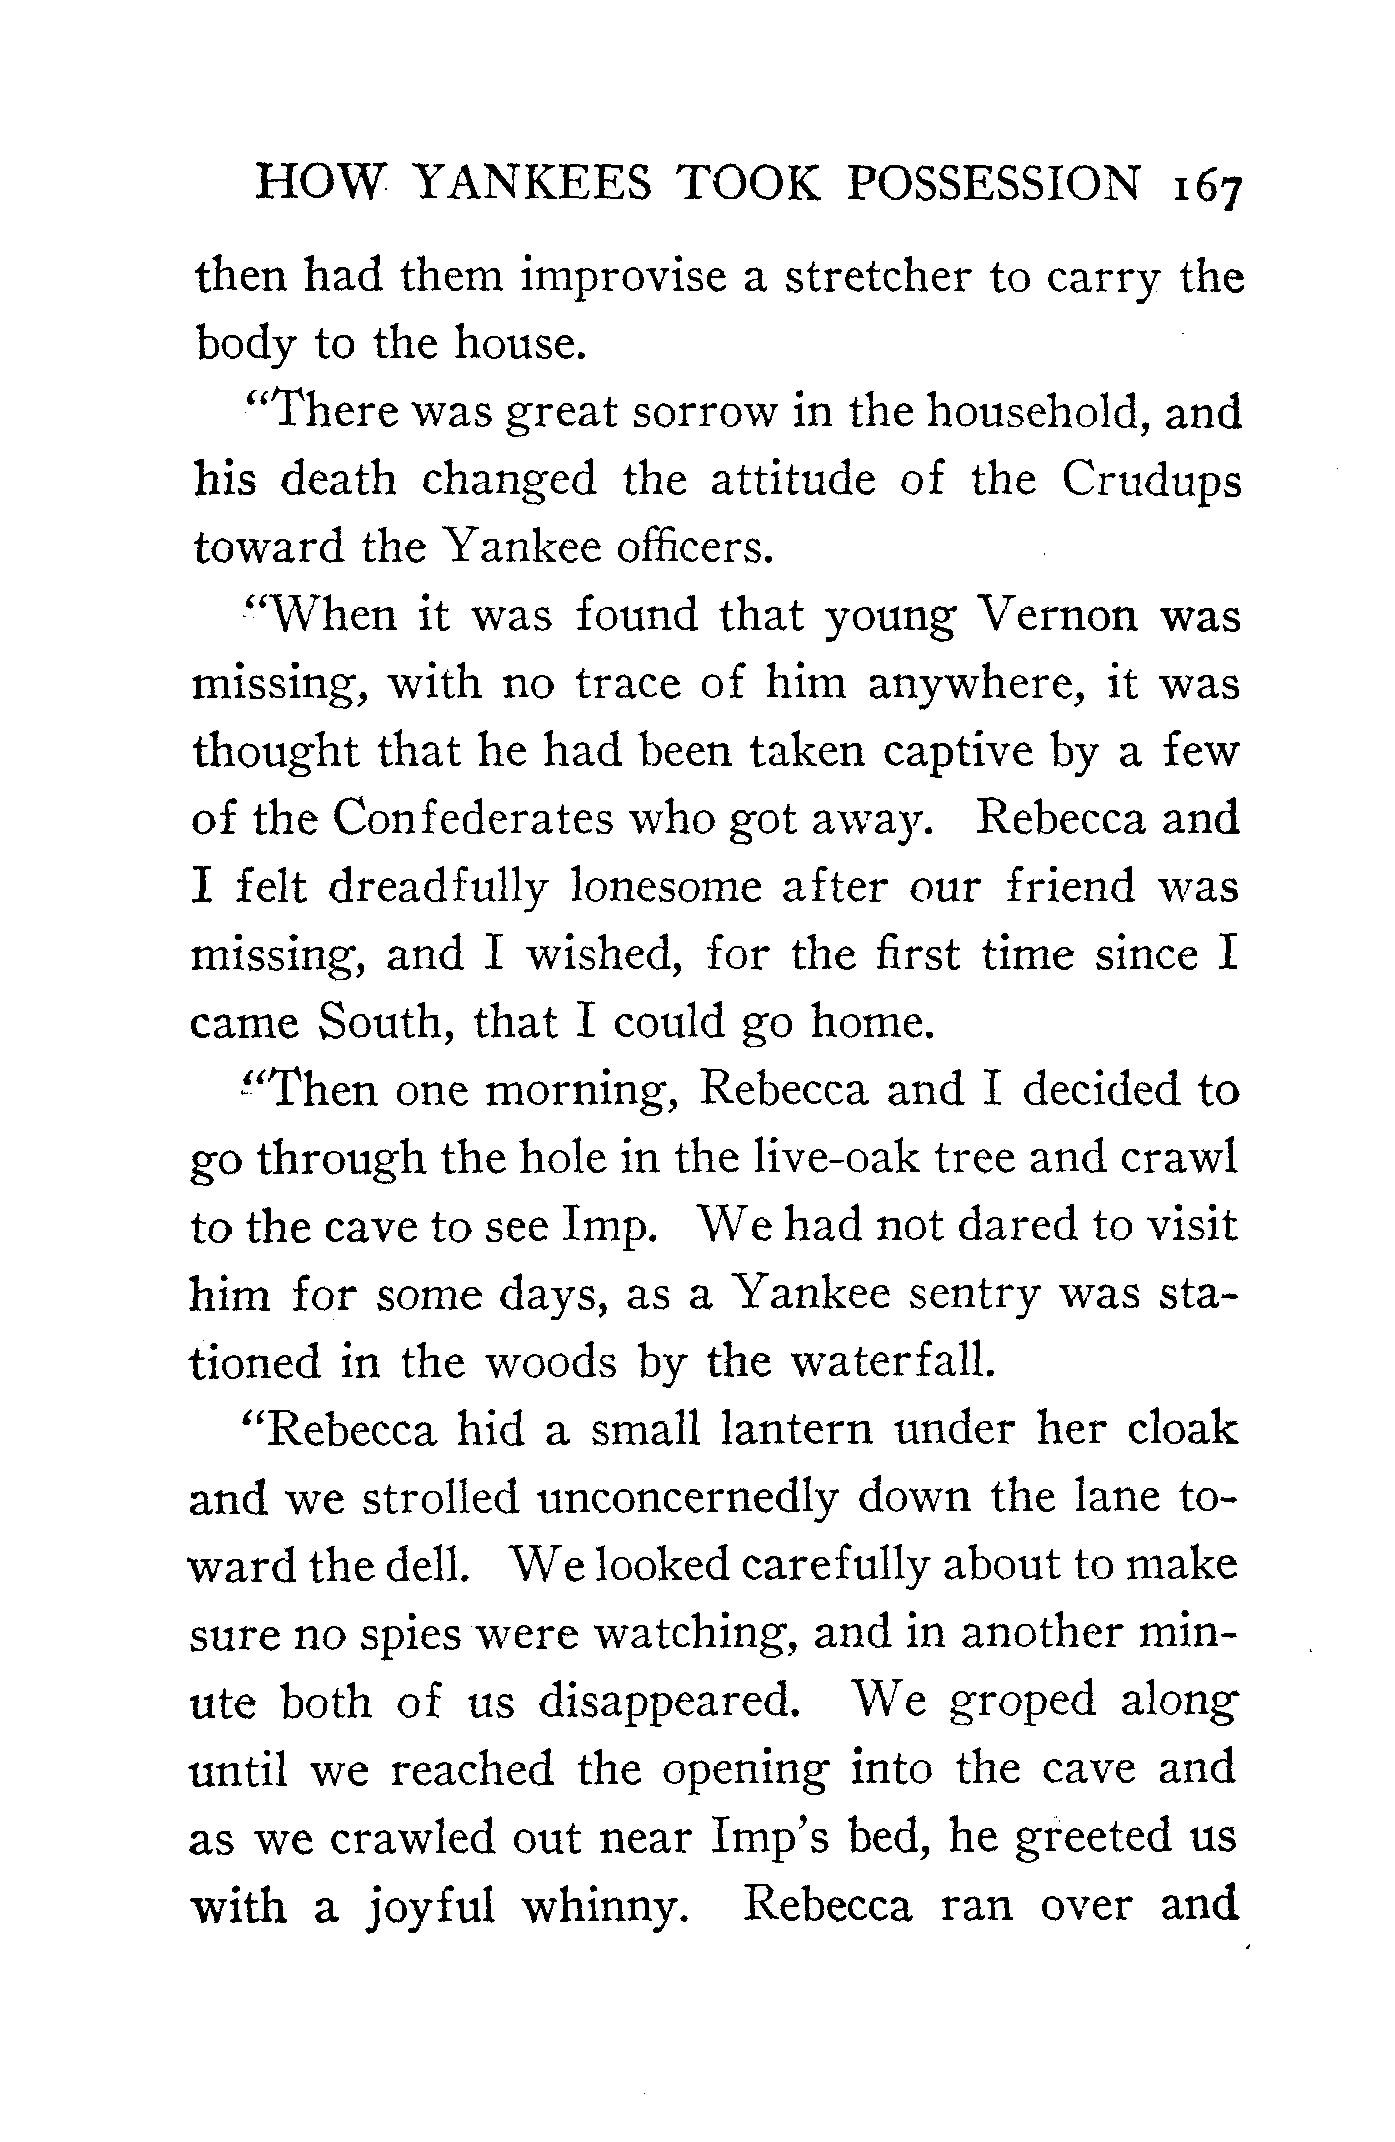 HOW YANKEES TOOK POSSESSION 167
then had them improvise a stretcher to carry the
body to the house.
"There was great sorrow in the household, and
his death changed the attitude of the Crudups
toward the Yankee officers.
"When it was found that young Vernon was
missing, with no trace of him anywhere, it was
thought that he had been taken captive by a few
of the Confederates who got away. Rebecca and
I felt dreadfully lonesome after our friend was
missing, and I wished, for the first time since I
came South, that I could go home.
"Then one morning, Rebecca and I decided to
go through the hole in the live-oak tree and crawl
to the cave to see Imp. We had not dared to visit
him for some days, as a Yankee sentry was sta-
tioned in the woods by the waterfall.
"Rebecca hid a small lantern under her cloak
and we strolled unconcernedly down the lane to-
ward the dell. We looked carefully about to make
sure no spies were watching, and in another min-
ute both of us disappeared. We groped along
until we reached the opening into the cave and
as we crawled out near Imp's bed, he greeted us
with a joyful whinny. Rebecca ran over and